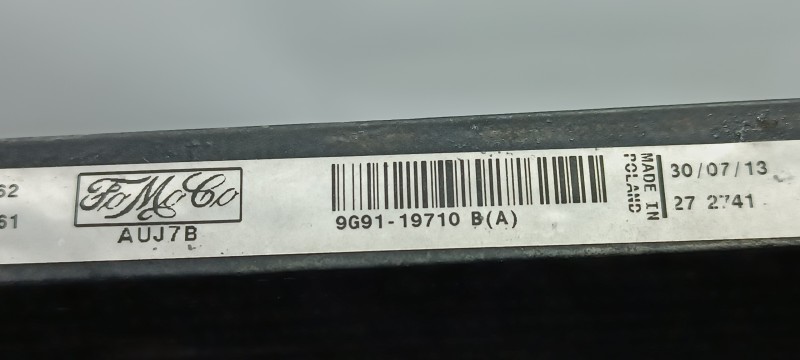 62
61
FoMoCo
AUJ7B
9G91-19710 B(A)
MADE IN
POLAND
30/07/13
27 2741